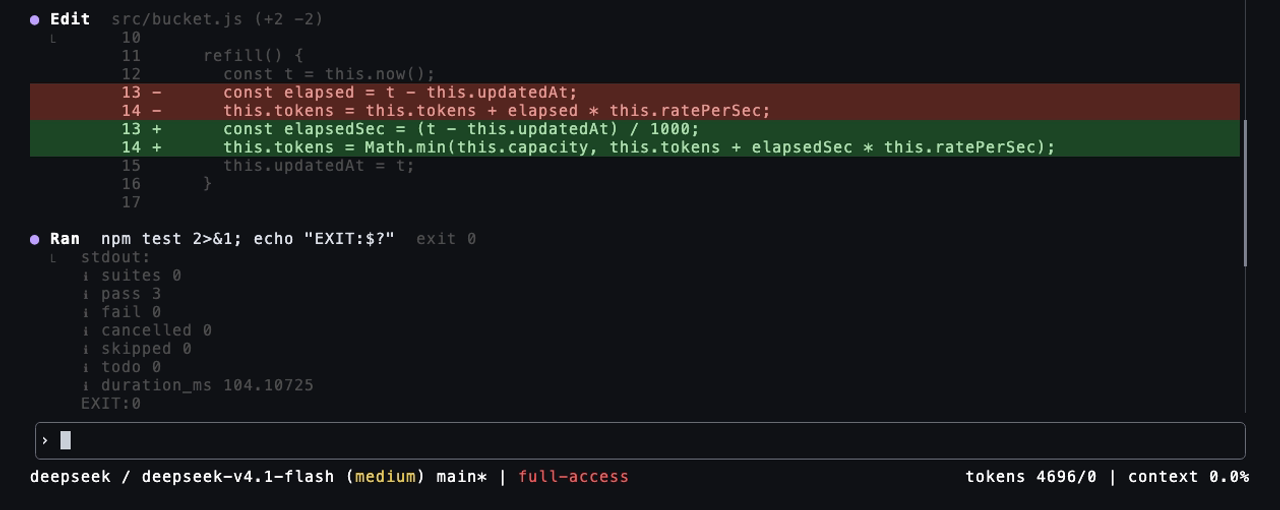 ● Edit  src/bucket.js (+2 -2)
└      10
11      refill() {
12        const t = this.now();
13 -      const elapsed = t - this.updatedAt;
14 -      this.tokens = this.tokens + elapsed * this.ratePerSec;
13 +      const elapsedSec = (t - this.updatedAt) / 1000;
14 +      this.tokens = Math.min(this.capacity, this.tokens + elapsedSec * this.ratePerSec);
15        this.updatedAt = t;
16      }
17
● Ran  npm test 2>&1; echo "EXIT:$?"  exit 0
└  stdout:
ℹ suites 0
ℹ pass 3
ℹ fail 0
ℹ cancelled 0
ℹ skipped 0
ℹ todo 0
ℹ duration_ms 104.10725
EXIT:0
›
deepseek / deepseek-v4.1-flash (medium) main* | full-access
tokens 4696/0 | context 0.0%